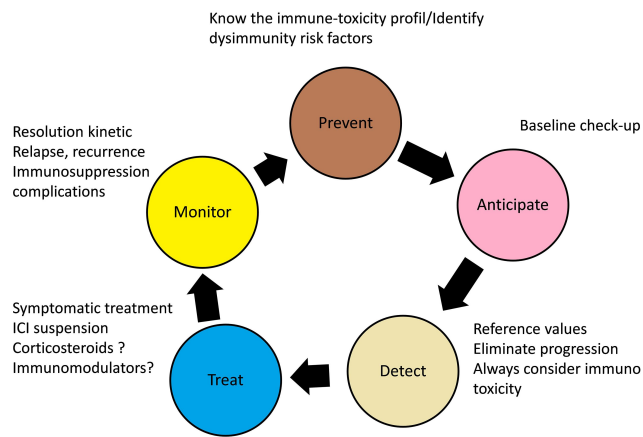 Know the immune-toxicity profil/Identify
dysimmunity risk factors
Prevent
Baseline check-up
Anticipate
Reference values
Eliminate progression
Always consider immuno
toxicity
Detect
Symptomatic treatment
ICI suspension
Corticosteroids ?
Immunomodulators?
Treat
Resolution kinetic
Relapse, recurrence
Immunosuppression
complications
Monitor